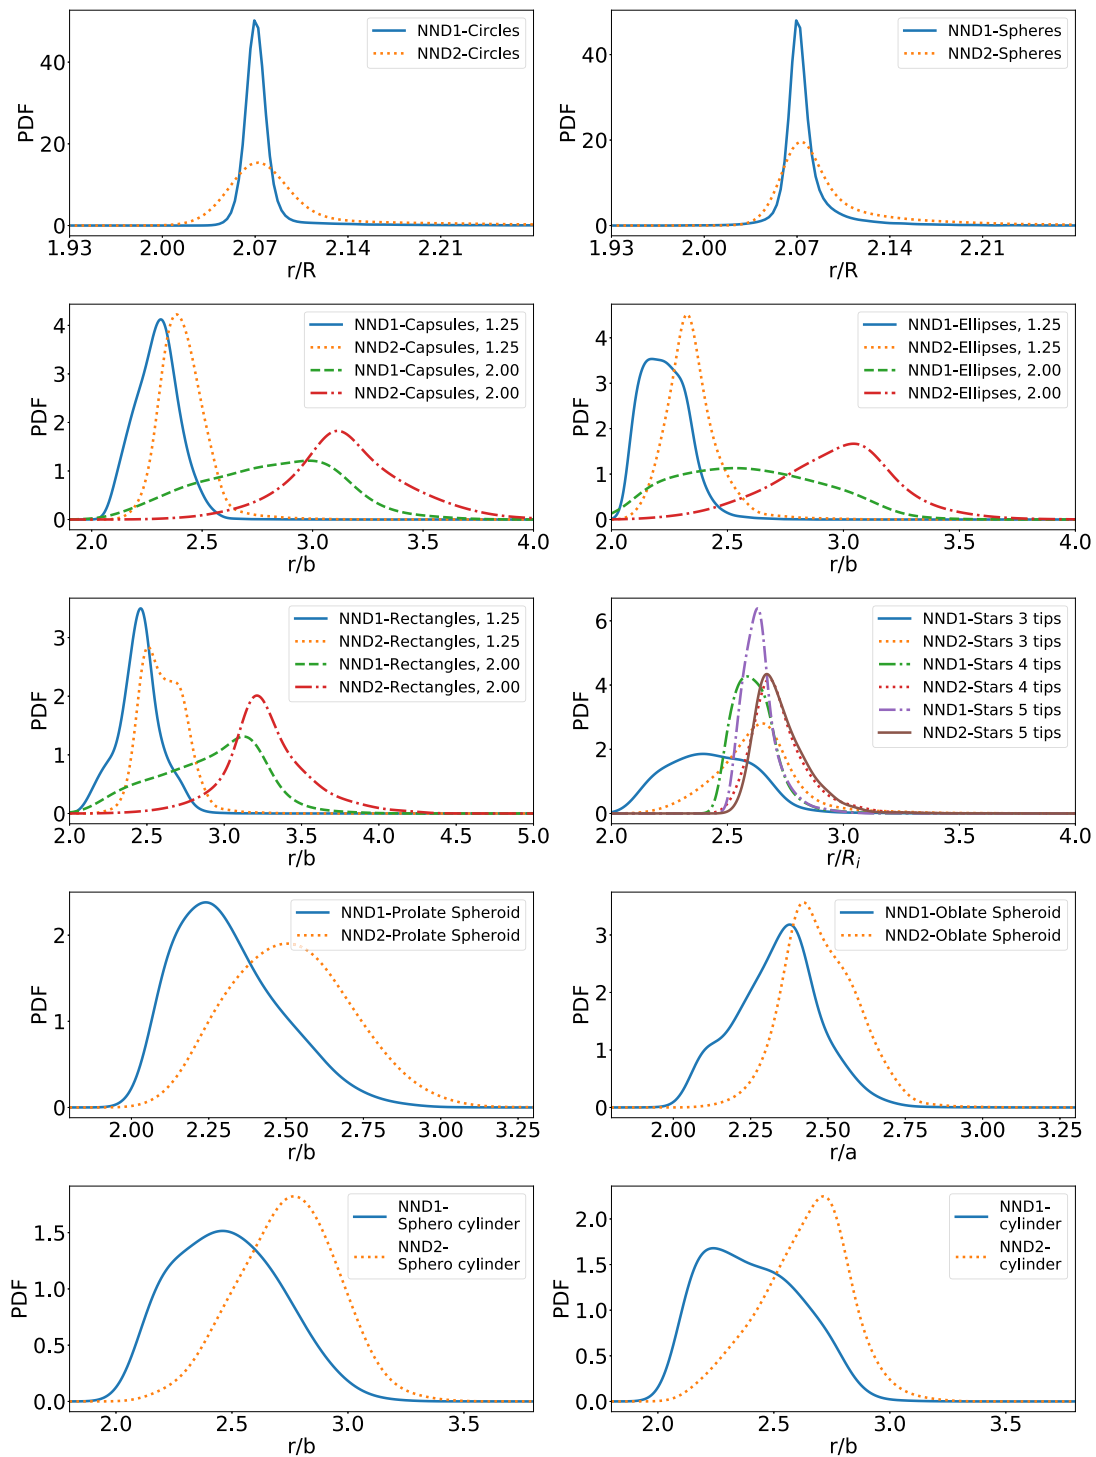 NND1-Circles
NND2-Circles
PDF
40
20
0
1.93 2.00 2.07 2.14 2.21
r/R
NND1-Spheres
NND2-Spheres
PDF
40
20
0
1.93 2.00 2.07 2.14 2.21
r/R
NND1-Capsules, 1.25
NND2-Capsules, 1.25
NND1-Capsules, 2.00
NND2-Capsules, 2.00
PDF
4
3
2
1
0
2.0 2.5 3.0 3.5 4.0
r/b
NND1-Ellipses, 1.25
NND2-Ellipses, 1.25
NND1-Ellipses, 2.00
NND2-Ellipses, 2.00
PDF
4
3
2
1
0
2.0 2.5 3.0 3.5 4.0
r/b
NND1-Rectangles, 1.25
NND2-Rectangles, 1.25
NND1-Rectangles, 2.00
NND2-Rectangles, 2.00
PDF
3
2
1
0
2.0 2.5 3.0 3.5 4.0 4.5 5.0
r/b
NND1-Stars 3 tips
NND2-Stars 3 tips
NND1-Stars 4 tips
NND2-Stars 4 tips
NND1-Stars 5 tips
NND2-Stars 5 tips
PDF
6
4
2
0
2.0 2.5 3.0 3.5 4.0
r/R_i
NND1-Prolate Spheroid
NND2-Prolate Spheroid
PDF
2
1
0
2.00 2.25 2.50 2.75 3.00 3.25
r/b
NND1-Oblate Spheroid
NND2-Oblate Spheroid
PDF
3
2
1
0
2.00 2.25 2.50 2.75 3.00 3.25
r/a
NND1-
Sphero cylinder
NND2-
Sphero cylinder
PDF
1.5
1.0
0.5
0.0
2.0 2.5 3.0 3.5
r/b
NND1-
cylinder
NND2-
cylinder
PDF
2.0
1.5
1.0
0.5
0.0
2.0 2.5 3.0 3.5
r/b